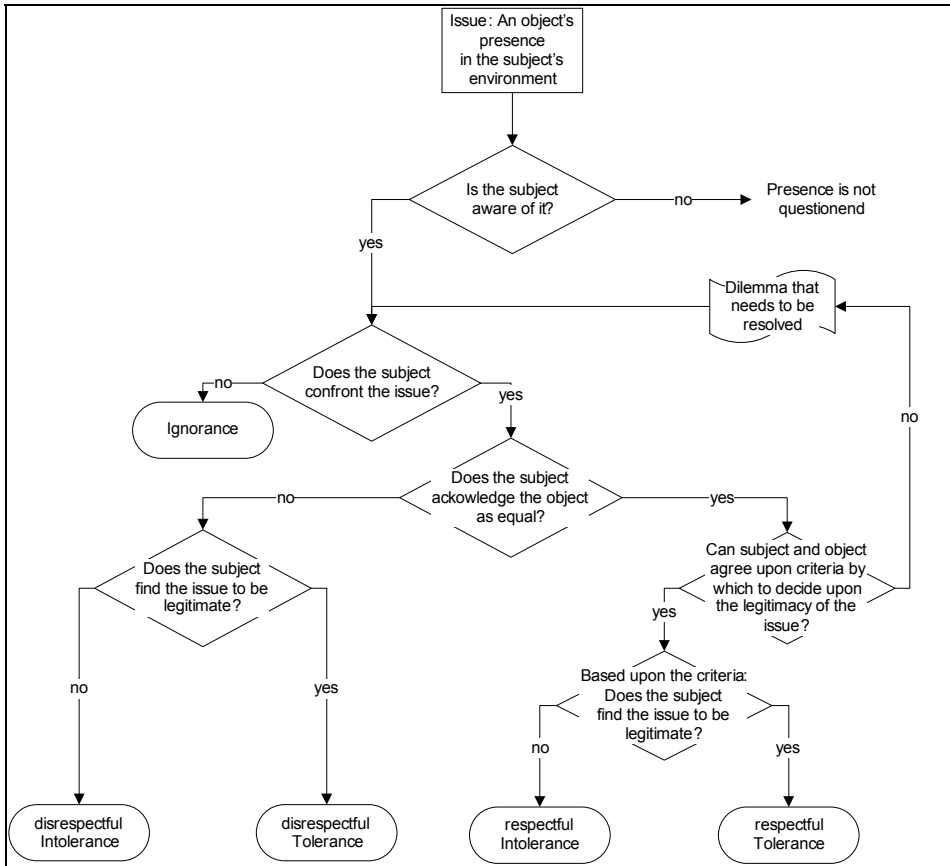 Issue: An object's
presence
in the subject's
environment
Is the subject
aware of it?
no
Presence is not
questionend
yes
Dilemma that
needs to be
resolved
Does the subject
confront the issue?
no
yes
no
Ignorance
Does the subject
ackowledge the object
as equal?
no
yes
Does the subject
find the issue to be
legitimate?
Can subject and object
agree upon criteria by
which to decide upon
the legitimacy of the
issue?
yes
no
yes
Based upon the criteria:
Does the subject
find the issue to be
legitimate?
no
yes
disrespectful
Intolerance
disrespectful
Tolerance
respectful
Intolerance
respectful
Tolerance